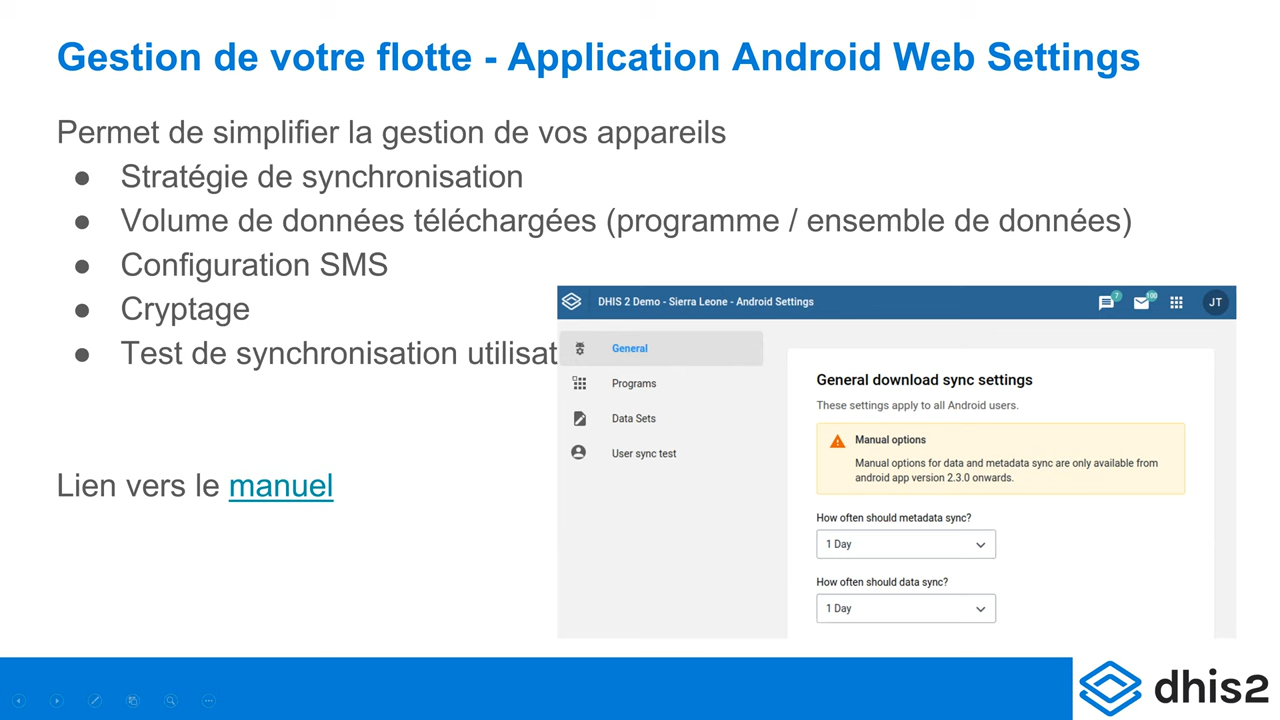 Gestion de votre flotte - Application Android Web Settings
Permet de simplifier la gestion de vos appareils
● Stratégie de synchronisation
● Volume de données téléchargées (programme / ensemble de données)
● Configuration SMS
● Cryptage
● Test de synchronisation utilisat
Lien vers le manuel
DHIS 2 Demo - Sierra Leone - Android Settings
7
100
JT
General
Programs
Data Sets
User sync test
General download sync settings
These settings apply to all Android users.
Manual options
Manual options for data and metadata sync are only available from
android app version 2.3.0 onwards.
How often should metadata sync?
1 Day
How often should data sync?
1 Day
dhis2